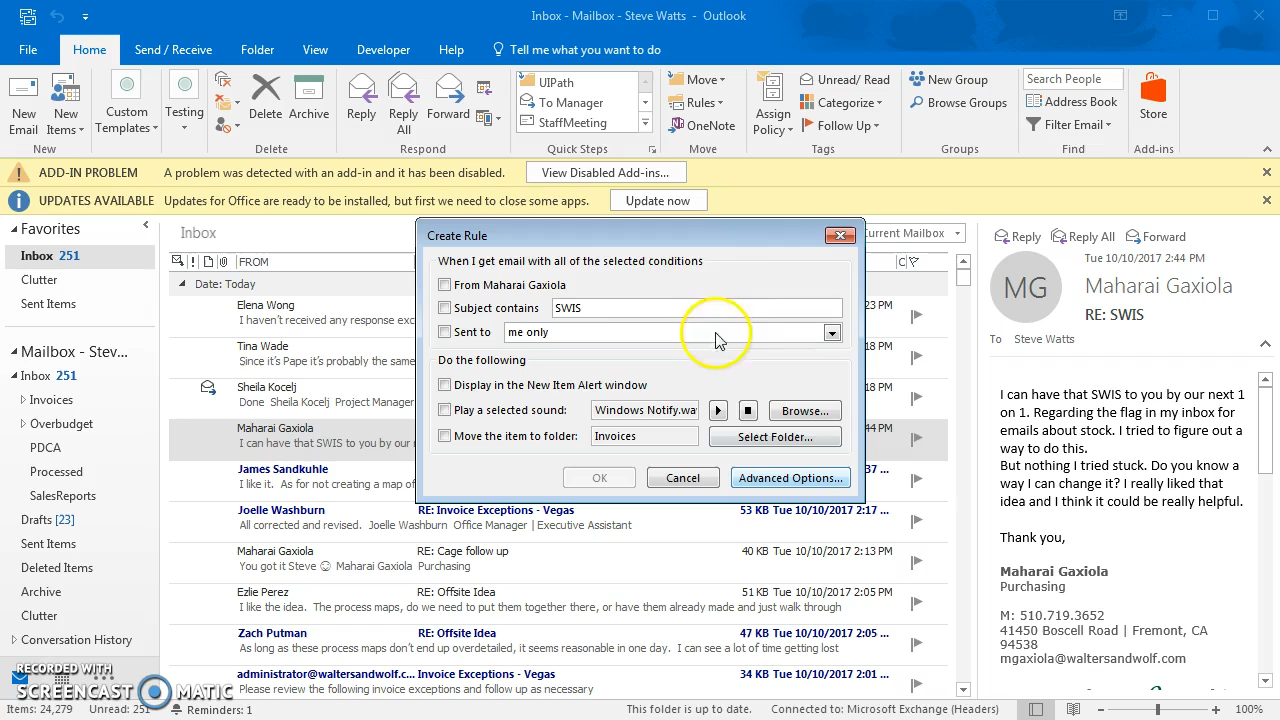 Inbox - Mailbox - Steve Watts - Outlook
File Home Send / Receive Folder View Developer Help Tell me what you want to do
New Email
New Items
New
Custom Templates
Testing
Delete
Archive
Delete
Reply
Reply All
Forward
Respond
UIPath
To Manager
StaffMeeting
Quick Steps
Move
Rules
OneNote
Move
Assign Policy
Unread/ Read
Categorize
Follow Up
Tags
New Group
Browse Groups
Groups
Search People
Address Book
Filter Email
Find
Store
Add-ins
ADD-IN PROBLEM A problem was detected with an add-in and it has been disabled. View Disabled Add-ins...
UPDATES AVAILABLE Updates for Office are ready to be installed, but first we need to close some apps. Update now
Favorites
Inbox 251
Clutter
Sent Items
Mailbox - Steve...
Inbox 251
Invoices
Overbudget
PDCA
Processed
SalesReports
Drafts [23]
Sent Items
Deleted Items
Archive
Clutter
Conversation History
RECORDED WITH
SCREENCAST MATIC
Inbox
Current Mailbox
FROM
Date: Today
Elena Wong
I haven't received any response
Tina Wade
Since it's Pape it's probably the same
Sheila Kocelj
Done Sheila Kocelj Project Manager
Maharai Gaxiola
I can have that SWIS to you by our
James Sandkuhle
I like it. As for not creating a map of
Joelle Washburn RE: Invoice Exceptions - Vegas 53 KB Tue 10/10/2017 2:17 ...
All corrected and revised. Joelle Washburn Office Manager | Executive Assistant
Maharai Gaxiola RE: Cage follow up 40 KB Tue 10/10/2017 2:13 PM
You got it Steve ☺ Maharai Gaxiola Purchasing
Ezlie Perez RE: Offsite Idea 51 KB Tue 10/10/2017 2:05 PM
I like the idea. The process maps, do we need to put them together there, or have them already made and just walk through
Zach Putman RE: Offsite Idea 47 KB Tue 10/10/2017 2:05 ...
As long as these process maps don't end up overdetailed, it seems reasonable in one day. I can see a lot of time getting lost
administrator@waltersandwolf.c... Invoice Exceptions - Vegas 34 KB Tue 10/10/2017 2:01 ...
Please review the following invoice exceptions and follow up as necessary
Create Rule
When I get email with all of the selected conditions
From Maharai Gaxiola
Subject contains SWIS
Sent to me only
Do the following
Display in the New Item Alert window
Play a selected sound: Windows Notify.wa Browse...
Move the item to folder: Invoices Select Folder...
OK Cancel Advanced Options...
Reply Reply All Forward
Tue 10/10/2017 2:44 PM
MG
Maharai Gaxiola
RE: SWIS
To Steve Watts
I can have that SWIS to you by our next 1
on 1. Regarding the flag in my inbox for
emails about stock. I tried to figure out a
way to do this.
But nothing I tried stuck. Do you know a
way I can change it? I really liked that
idea and I think it could be really helpful.
Thank you,
Maharai Gaxiola
Purchasing
M: 510.719.3652
41450 Boscell Road | Fremont, CA
94538
mgaxiola@waltersandwolf.com
Items: 24,279 Unread: 251 Reminders: 1 This folder is up to date. Connected to: Microsoft Exchange (Headers) 100%